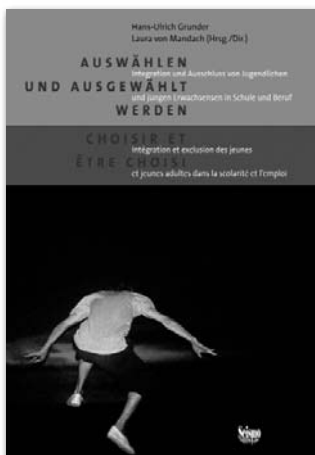 Hans-Ulrich Grunder
Laura von Mandach (Hrsg./Dir.)
AUSWÄHLEN
Integration und Ausschluss von Jugendlichen
UND AUSGEWÄHLT
und jungen Erwachsenen in Schule und Beruf
WERDEN
CHOISIR ET
Intégration et exclusion des jeunes
ÊTRE CHOISI
et jeunes adultes dans la scolarité et l'emploi
Seismo